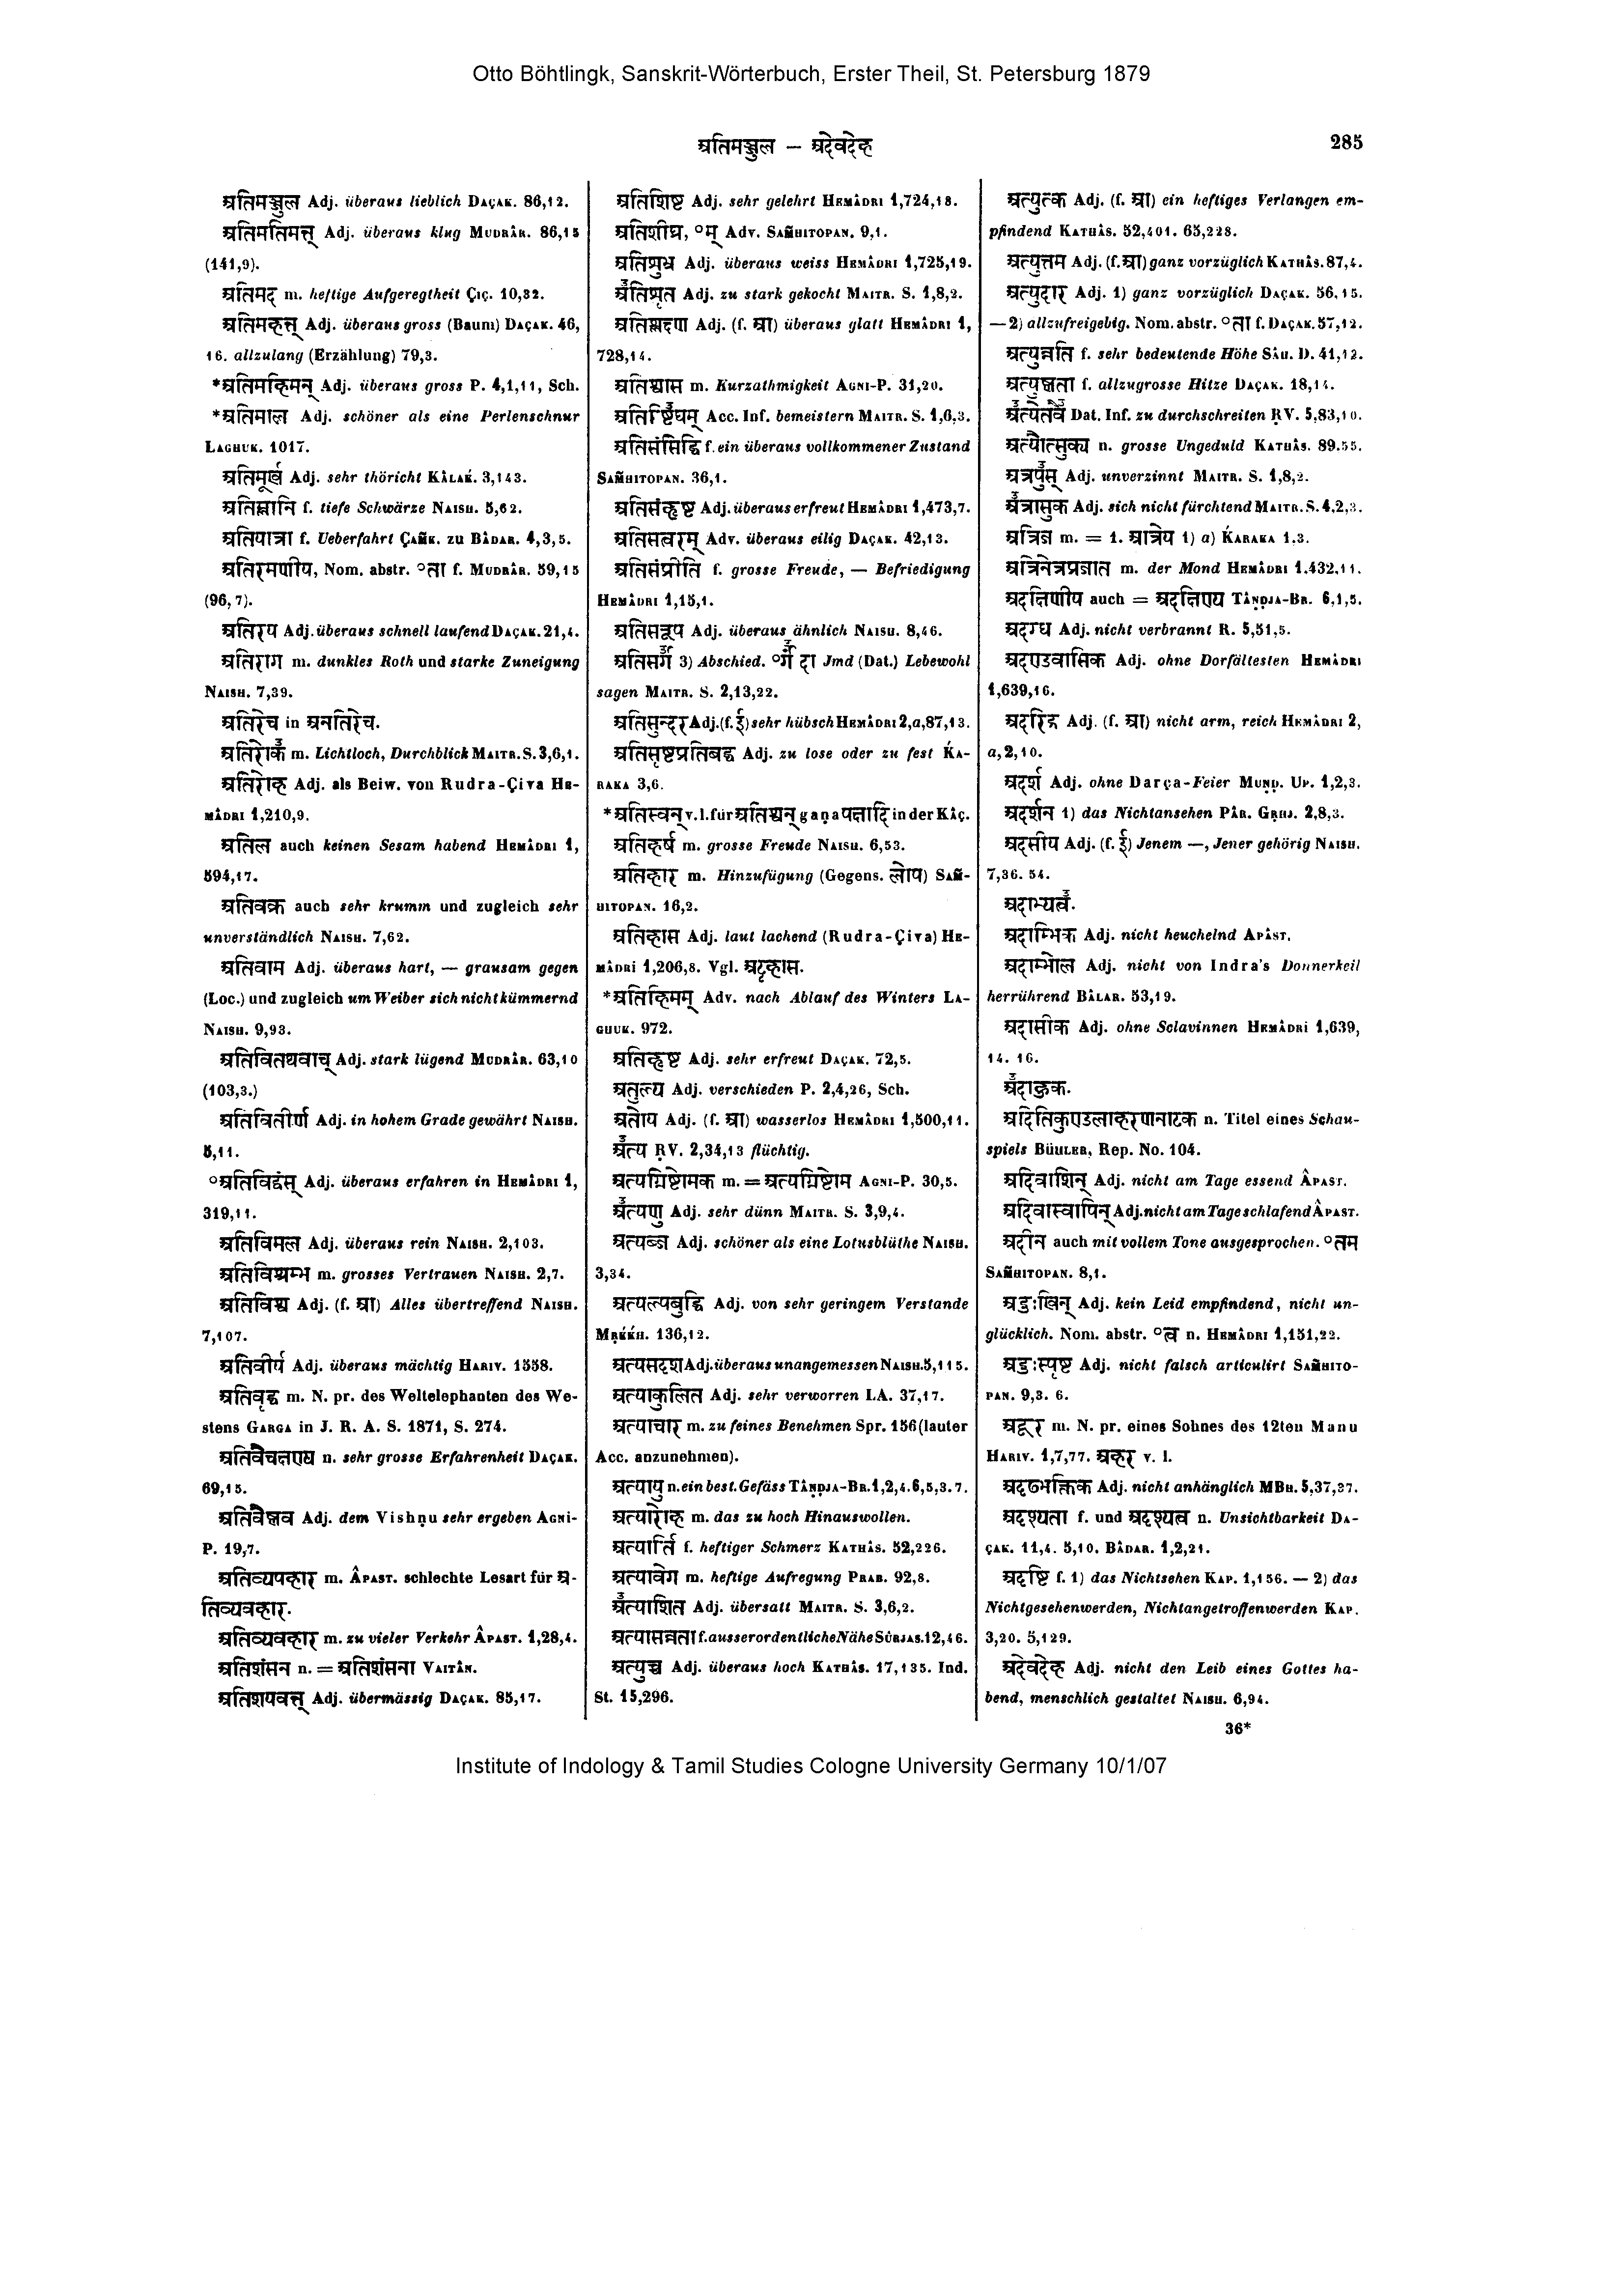 Otto Böhtlingk, Sanskrit-Wörterbuch, Erster Theil, St. Petersburg 1879
अतिमञ्जुल – अदेवदेह
285
अतिमञ्जुल Adj. überaus lieblich Daçak. 86,12.
अतिमतिमत्त् Adj. überaus klug Mudrâr. 86,15
(141,9).
अतिमद m. heftige Aufgeregtheit Çiç. 10,32.
अतिमहत्त् Adj. überaus gross (Baum) Daçak. 46,
16. allzulang (Erzählung) 79,3.
*अतिमहिमन् Adj. überaus gross P. 4,1,11, Sch.
*अतिमाल Adj. schöner als eine Perlenschnur
Laghuk. 1017.
अतिमूर्ख Adj. sehr thöricht Kâlak. 3,143.
अतिम्लानि f. tiefe Schwärze Naish. 5,62.
अतियात्रा f. Ueberfahrt Çaṁk. zu Bâdar. 4,3,5.
अतिरमणीय, Nom. abstr. °ता f. Mudrâr. 59,15
(96,7).
अतिरय Adj. überaus schnell laufend Daçak. 21,4.
अतिराग m. dunkles Roth und starke Zuneigung
Naish. 7,39.
अतिरेच in अनतिरेच.
अतिरोकँ m. Lichtloch, Durchblick Maitr. S. 3,6,1.
अतिरोह Adj. als Beiw. von Rudra-Çiva He-
mâdri 1,210,9.
अतिल auch keinen Sesam habend Hemâdri 1,
594,17.
अतिवक्र auch sehr krumm und zugleich sehr
unverständlich Naish. 7,62.
अतिवाम Adj. überaus hart, — grausam gegen
(Loc.) und zugleich um Weiber sich nicht kümmernd
Naish. 9,93.
अतिवितथवाच् Adj. stark lügend Mudrâr. 63,10
(103,3.)
अतिवितीर्ण Adj. in hohem Grade gewährt Naish.
5,11.
°अतिविद्वंस् Adj. überaus erfahren in Hemâdri 1,
319,11.
अतिविमल Adj. überaus rein Naish. 2,103.
अतिविश्रम्भ m. grosses Vertrauen Naish. 2,7.
अतिविश्व Adj. (f. आ) Alles übertreffend Naish.
7,107.
अतिवीर्य Adj. überaus mächtig Hariv. 1558.
अतिवृद्ध m. N. pr. des Weltelephanten des We-
stens Garga in J. R. A. S. 1871, S. 274.
अतिवैचक्षण्य n. sehr grosse Erfahrenheit Daçak.
69,15.
अतिवैष्णव Adj. dem Vishṇu sehr ergeben Agni-
P. 19,7.
अतिव्यपहार m. Âpast. schlechte Lesart für अ-
तिव्यवहार.
अतिव्यवहार m. zu vieler Verkehr Âpast. 1,28,4.
अतिशंसन n. = अतिशंसना Vaitân.
अतिशयवत्त् Adj. übermässig Daçak. 85,17.
अतिशिष्ट Adj. sehr gelehrt Hemâdri 1,724,18.
अतिशीघ्र, °म् Adv. Saṁhitopan. 9,1.
अतिशुभ्र Adj. überaus weiss Hemâdri 1,725,19.
अँतिशृत Adj. zu stark gekocht Maitr. S. 1,8,2.
अतिश्लक्ष्ण Adj. (f. आ) überaus glatt Hemâdri 1,
728,14.
अतिश्वास m. Kurzathmigkeit Agni-P. 31,20.
अतिष्टिँघम् Acc. Inf. bemeistern Maitr. S. 1,6,3.
अतिसंसिद्धि f. ein überaus vollkommener Zustand
Saṁhitopan. 36,1.
अतिसंहृष्ट Adj. überaus erfreut Hemâdri 1,473,7.
अतिसत्वरम् Adv. überaus eilig Daçak. 42,13.
अतिसंप्रीति f. grosse Freude, — Befriedigung
Hemâdri 1,15,1.
अतिसरूप Adj. überaus ähnlich Naish. 8,46.
अतिसर्गँ 3) Abschied. °र्गँ दा Jmd (Dat.) Lebewohl
sagen Maitr. S. 2,13,22.
अतिसुन्दर Adj. (f. ई) sehr hübsch Hemâdri 2,a,87,13.
अतिसृष्टप्रतिबद्ध Adj. zu lose oder zu fest Ḱa-
raka 3,6.
*अतिस्वन् v. l. für अतिश्वन् gaṇa पक्षादि in der Kâç.
अतिहर्ष m. grosse Freude Naish. 6,53.
अतिहार m. Hinzufügung (Gegens. लोप) Saṁ-
hitopan. 16,2.
अतिहास Adj. laut lachend (Rudra-Çiva) He-
mâdri 1,206,8. Vgl. अट्टहास.
*अतिहिमम् Adv. nach Ablauf des Winters La-
ghuk. 972.
अतिहृष्ट Adj. sehr erfreut Daçak. 72,5.
अतुल्य Adj. verschieden P. 2,4,26, Sch.
अतोय Adj. (f. आ) wasserlos Hemâdri 1,500,11.
अँत्य ṚV. 2,34,13 flüchtig.
अत्यग्निष्टोमक m. = अत्यग्निष्टोम Agni-P. 30,5.
अँत्यणु Adj. sehr dünn Maitr. S. 3,9,4.
अत्यब्ज Adj. schöner als eine Lotusblüthe Naish.
3,34.
अत्यल्पबुद्धि Adj. von sehr geringem Verstande
Mṛḱḱh. 136,12.
अत्यसदृश Adj. überaus unangemessen Naish. 5,115.
अत्याकुलित Adj. sehr verworren LA. 37,17.
अत्याचार m. zu feines Benehmen Spr. 156 (lauter
Acc. anzunehmen).
अत्यायु n. ein best. Gefäss Tâṇḍja-Br. 1,2,4. 6,5,3.7.
अत्यारोह m. das zu hoch Hinauswollen.
अत्यार्ति f. heftiger Schmerz Kathâs. 52,226.
अत्यावेग m. heftige Aufregung Prab. 92,8.
अँत्याशित Adj. übersatt Maitr. S. 3,6,2.
अत्यासन्नता f. ausserordentliche Nähe Sûrjas. 12,46.
अत्युच्च Adj. überaus hoch Kathâs. 17,135. Ind.
St. 15,296.
अत्युत्क Adj. (f. आ) ein heftiges Verlangen em-
pfindend Kathâs. 52,401. 65,228.
अत्युत्तम Adj. (f. आ) ganz vorzüglich Kathâs. 87,4.
अत्युदार Adj. 1) ganz vorzüglich Daçak. 56,15.
— 2) allzufreigebig. Nom. abstr. °ता f. Daçak. 57,12.
अत्युन्नति f. sehr bedeutende Höhe Sâh. D. 41,12.
अत्युष्णता f. allzugrosse Hitze Daçak. 18,14.
अँत्येतवैँ Dat. Inf. zu durchschreiten ṚV. 5,83,10.
अत्यौत्सुक्य n. grosse Ungeduld Kathâs. 89,55.
अत्रपुँस् Adj. unverzinnt Maitr. S. 1,8,2.
अँत्रासुक Adj. sich nicht fürchtend Maitr. S. 4,2,3.
अत्रिज m. = 1. आत्रेय 1) a) Ḱaraka 1,3.
अत्रिनेत्रप्रजात m. der Mond Hemâdri 1,432,11.
अदक्षिणीय auch = अदक्षिण्य Tâṇḍja-Br. 6,1,5.
अदग्ध Adj. nicht verbrannt R. 5,51,5.
अदण्डवासिक Adj. ohne Dorfältesten Hemâdri
1,639,16.
अदरिद्र Adj. (f. आ) nicht arm, reich Hemâdri 2,
a,2,10.
अदर्श Adj. ohne Darça-Feier Muṇḍ. Up. 1,2,3.
अदर्शन 1) das Nichtansehen Pâr. Gṛhj. 2,8,3.
अदसीय Adj. (f. ई) Jenem —, Jener gehörig Naish.
7,36. 54.
अदाभ्यवँ.
अदाम्भिक Adj. nicht heuchelnd Apâst.
अदाम्भोल Adj. nicht von Indra's Donnerkeil
herrührend Bâlar. 53,19.
अदासीक Adj. ohne Sclavinnen Hemâdri 1,639,
14. 16.
अँदाहुक.
अदितिकुण्डलाहरणनाटक n. Titel eines Schau-
spiels Bühler, Rep. No. 104.
अदिवाशिन् Adj. nicht am Tage essend Âpast.
अदिवास्वापिन् Adj. nicht am Tage schlafend Âpast.
अदीन auch mit vollem Tone ausgesprochen. °तम
Saṁhitopan. 8,1.
अदुःखिन् Adj. kein Leid empfindend, nicht un-
glücklich. Nom. abstr. °त्व n. Hemâdri 1,151,22.
अदुःस्पृष्ट Adj. nicht falsch articulirt Saṁhito-
pan. 9,3. 6.
अदूर m. N. pr. eines Sohnes des 12ten Manu
Hariv. 1,7,77. अहूर v. l.
अदृढभक्तिक Adj. nicht anhänglich MBh. 5,37,37.
अदृश्यता f. und अदृश्यत्व n. Unsichtbarkeit Da-
çak. 11,4. 5,10. Bâdar. 1,2,21.
अदृष्टि f. 1) das Nichtsehen Kap. 1,156. — 2) das
Nichtgesehenwerden, Nichtangetroffenwerden Kap.
3,20. 5,129.
अदेवदेह Adj. nicht den Leib eines Gottes ha-
bend, menschlich gestaltet Naish. 6,94.
36*
Institute of Indology & Tamil Studies Cologne University Germany 10/1/07